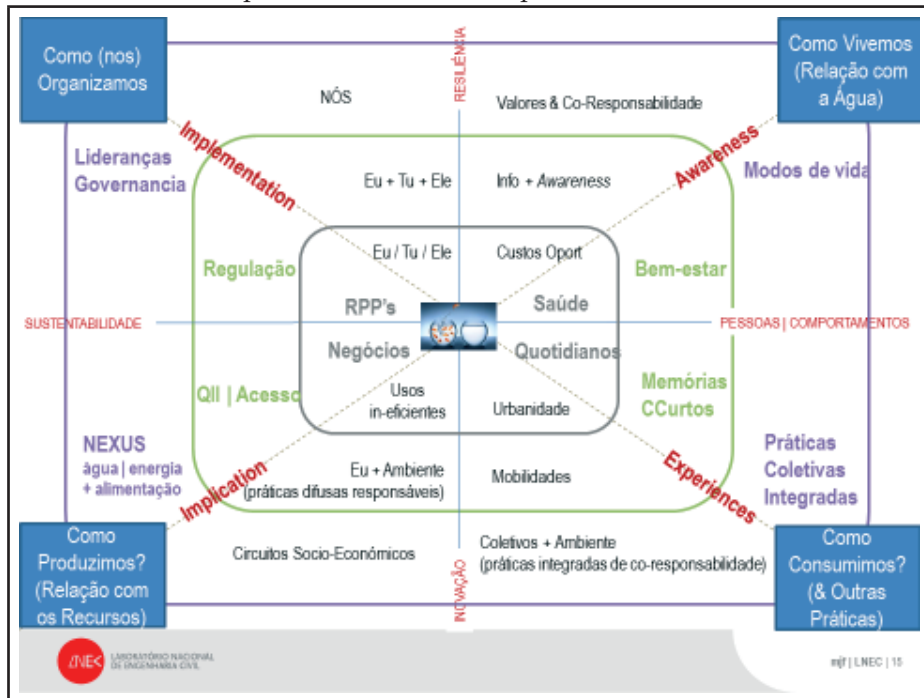 Como (nos)
Organizamos
RESILIÊNCIA
Como Vivemos
(Relação com
a Água)
NÓS
Valores & Co-Responsabilidade
Implementation
Awareness
Lideranças
Governancia
Eu + Tu + Ele
Info + Awareness
Modos de vida
Eu / Tu / Ele
Custos Oport
Regulação
Bem-estar
RPP's
Saúde
SUSTENTABILIDADE
PESSOAS | COMPORTAMENTOS
Negócios
Quotidianos
QII | Acesso
Usos
in-eficientes
Urbanidade
Memórias
CCurtos
NEXUS
água | energia
+ alimentação
Implication
Eu + Ambiente
(práticas difusas responsáveis)
Mobilidades
Experiences
Práticas
Coletivas
Integradas
Como
Produzimos?
(Relação com
os Recursos)
Circuitos Socio-Económicos
INOVAÇÃO
Coletivos + Ambiente
(práticas integradas de co-responsabilidade)
Como
Consumimos?
(& Outras
Práticas)
LNEC
LABORATÓRIO NACIONAL
DE ENGENHARIA CIVIL
mjf | LNEC | 15